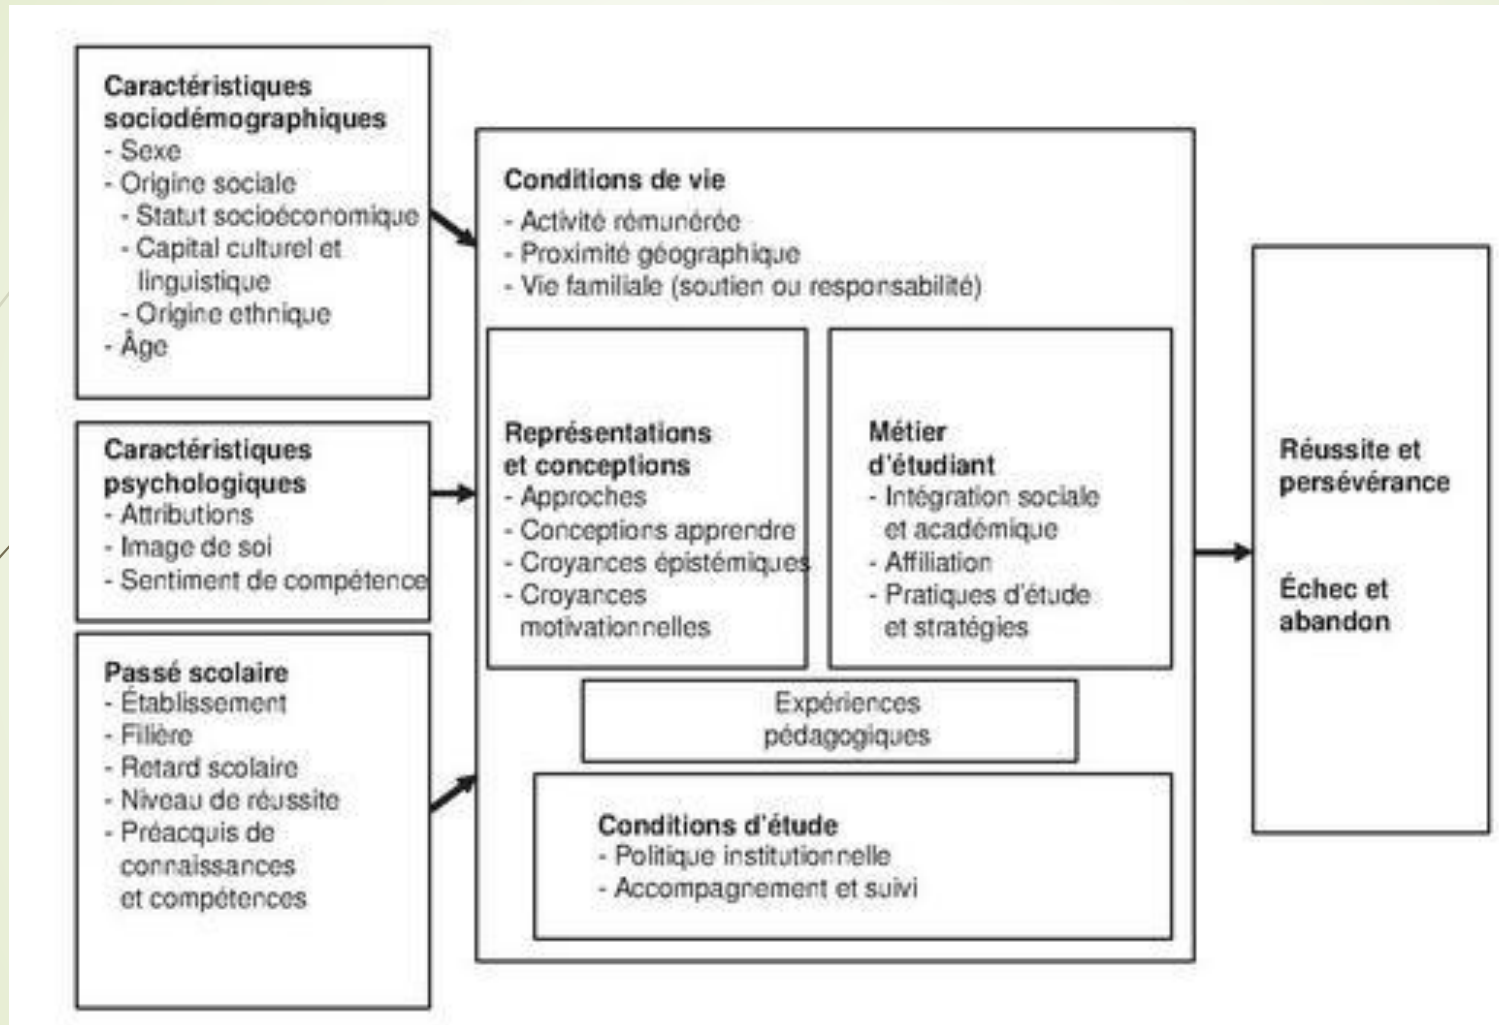 Caractéristiques
sociodémographiques
- Sexe
- Origine sociale
- Statut socioéconomique
- Capital culturel et
linguistique
- Origine ethnique
- Âge
Caractéristiques
psychologiques
- Attributions
- Image de soi
- Sentiment de compétence
Passé scolaire
- Établissement
- Filière
- Retard scolaire
- Niveau de réussite
- Préacquis de
connaissances
et compétences
Conditions de vie
- Activité rémunérée
- Proximité géographique
- Vie familiale (soutien ou responsabilité)
Représentations
et conceptions
- Approches
- Conceptions apprendre
- Croyances épistémiques
- Croyances
motivationnelles
Métier
d'étudiant
- Intégration sociale
et académique
- Affiliation
- Pratiques d'étude
et stratégies
Expériences
pédagogiques
Conditions d'étude
- Politique institutionnelle
- Accompagnement et suivi
Réussite et
persévérance
Échec et
abandon